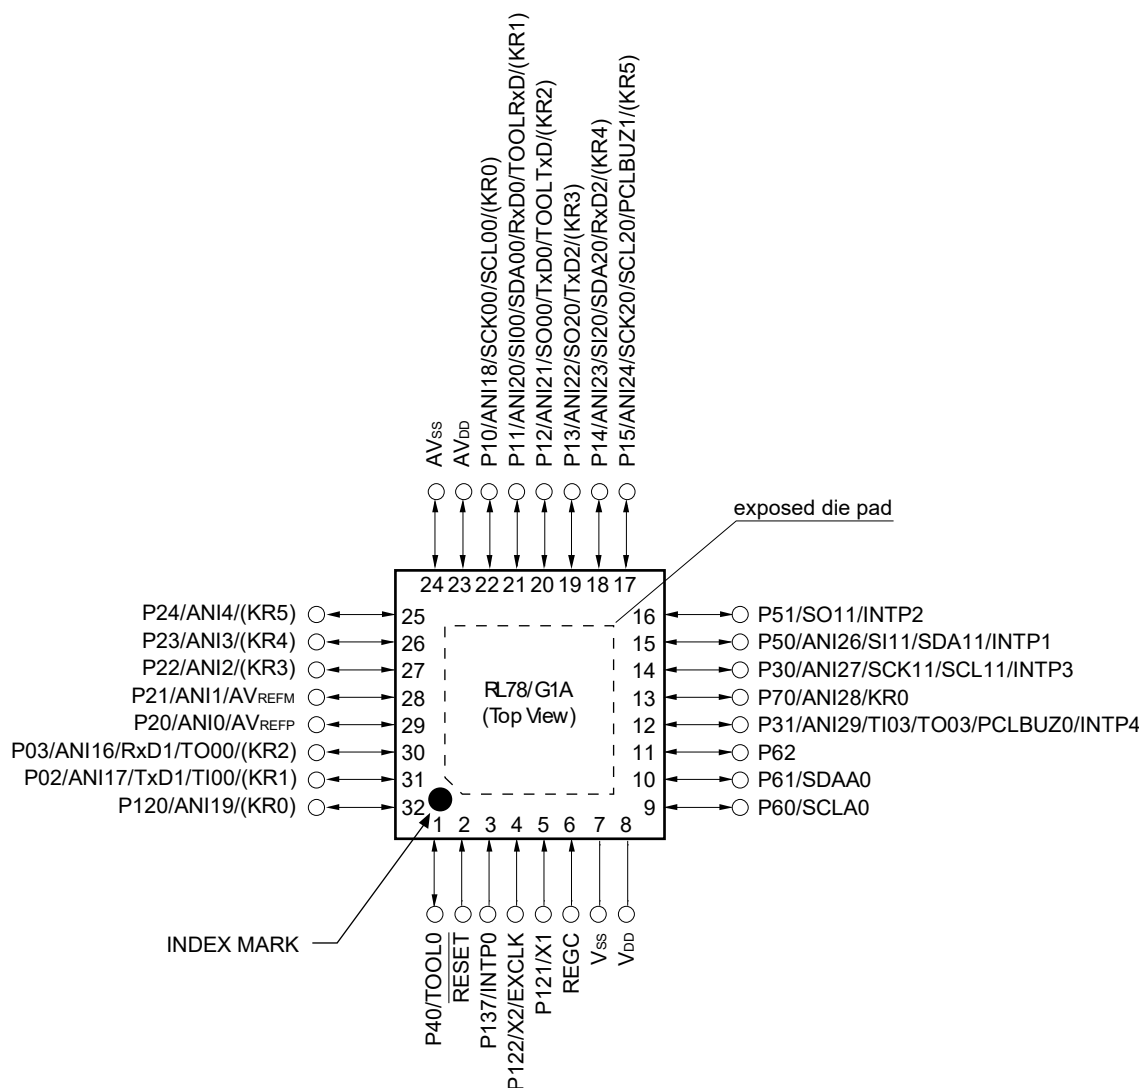 AVSS
AVDD
P10/ANI18/SCK00/SCL00/(KR0)
P11/ANI20/SI00/SDA00/RxD0/TOOLRxD/(KR1)
P12/ANI21/SO00/TxD0/TOOLTxD/(KR2)
P13/ANI22/SO20/TxD2/(KR3)
P14/ANI23/SI20/SDA20/RxD2/(KR4)
P15/ANI24/SCK20/SCL20/PCLBUZ1/(KR5)
exposed die pad
24 23 22 21 20 19 18 17
P24/ANI4/(KR5) 25
P23/ANI3/(KR4) 26
P22/ANI2/(KR3) 27
P21/ANI1/AVREFM 28
P20/ANI0/AVREFP 29
P03/ANI16/RxD1/TO00/(KR2) 30
P02/ANI17/TxD1/TI00/(KR1) 31
P120/ANI19/(KR0) 32
RL78/G1A
(Top View)
16 P51/SO11/INTP2
15 P50/ANI26/SI11/SDA11/INTP1
14 P30/ANI27/SCK11/SCL11/INTP3
13 P70/ANI28/KR0
12 P31/ANI29/TI03/TO03/PCLBUZ0/INTP4
11 P62
10 P61/SDAA0
9 P60/SCLA0
1 2 3 4 5 6 7 8
INDEX MARK
P40/TOOL0
RESET
P137/INTP0
P122/X2/EXCLK
P121/X1
REGC
VSS
VDD